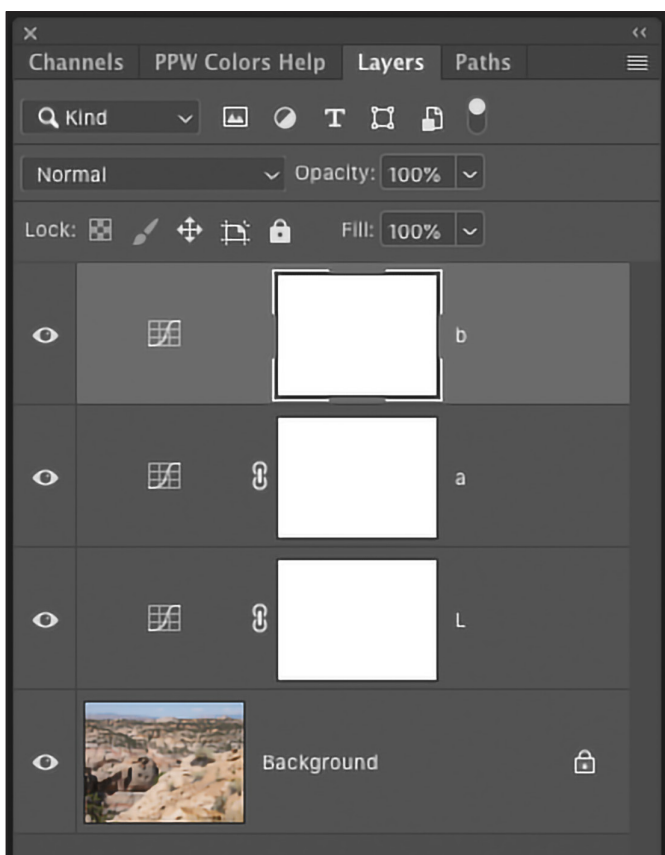 Channels PPW Colors Help Layers Paths
Kind
Normal Opacity: 100%
Lock: Fill: 100%
b
a
L
Background